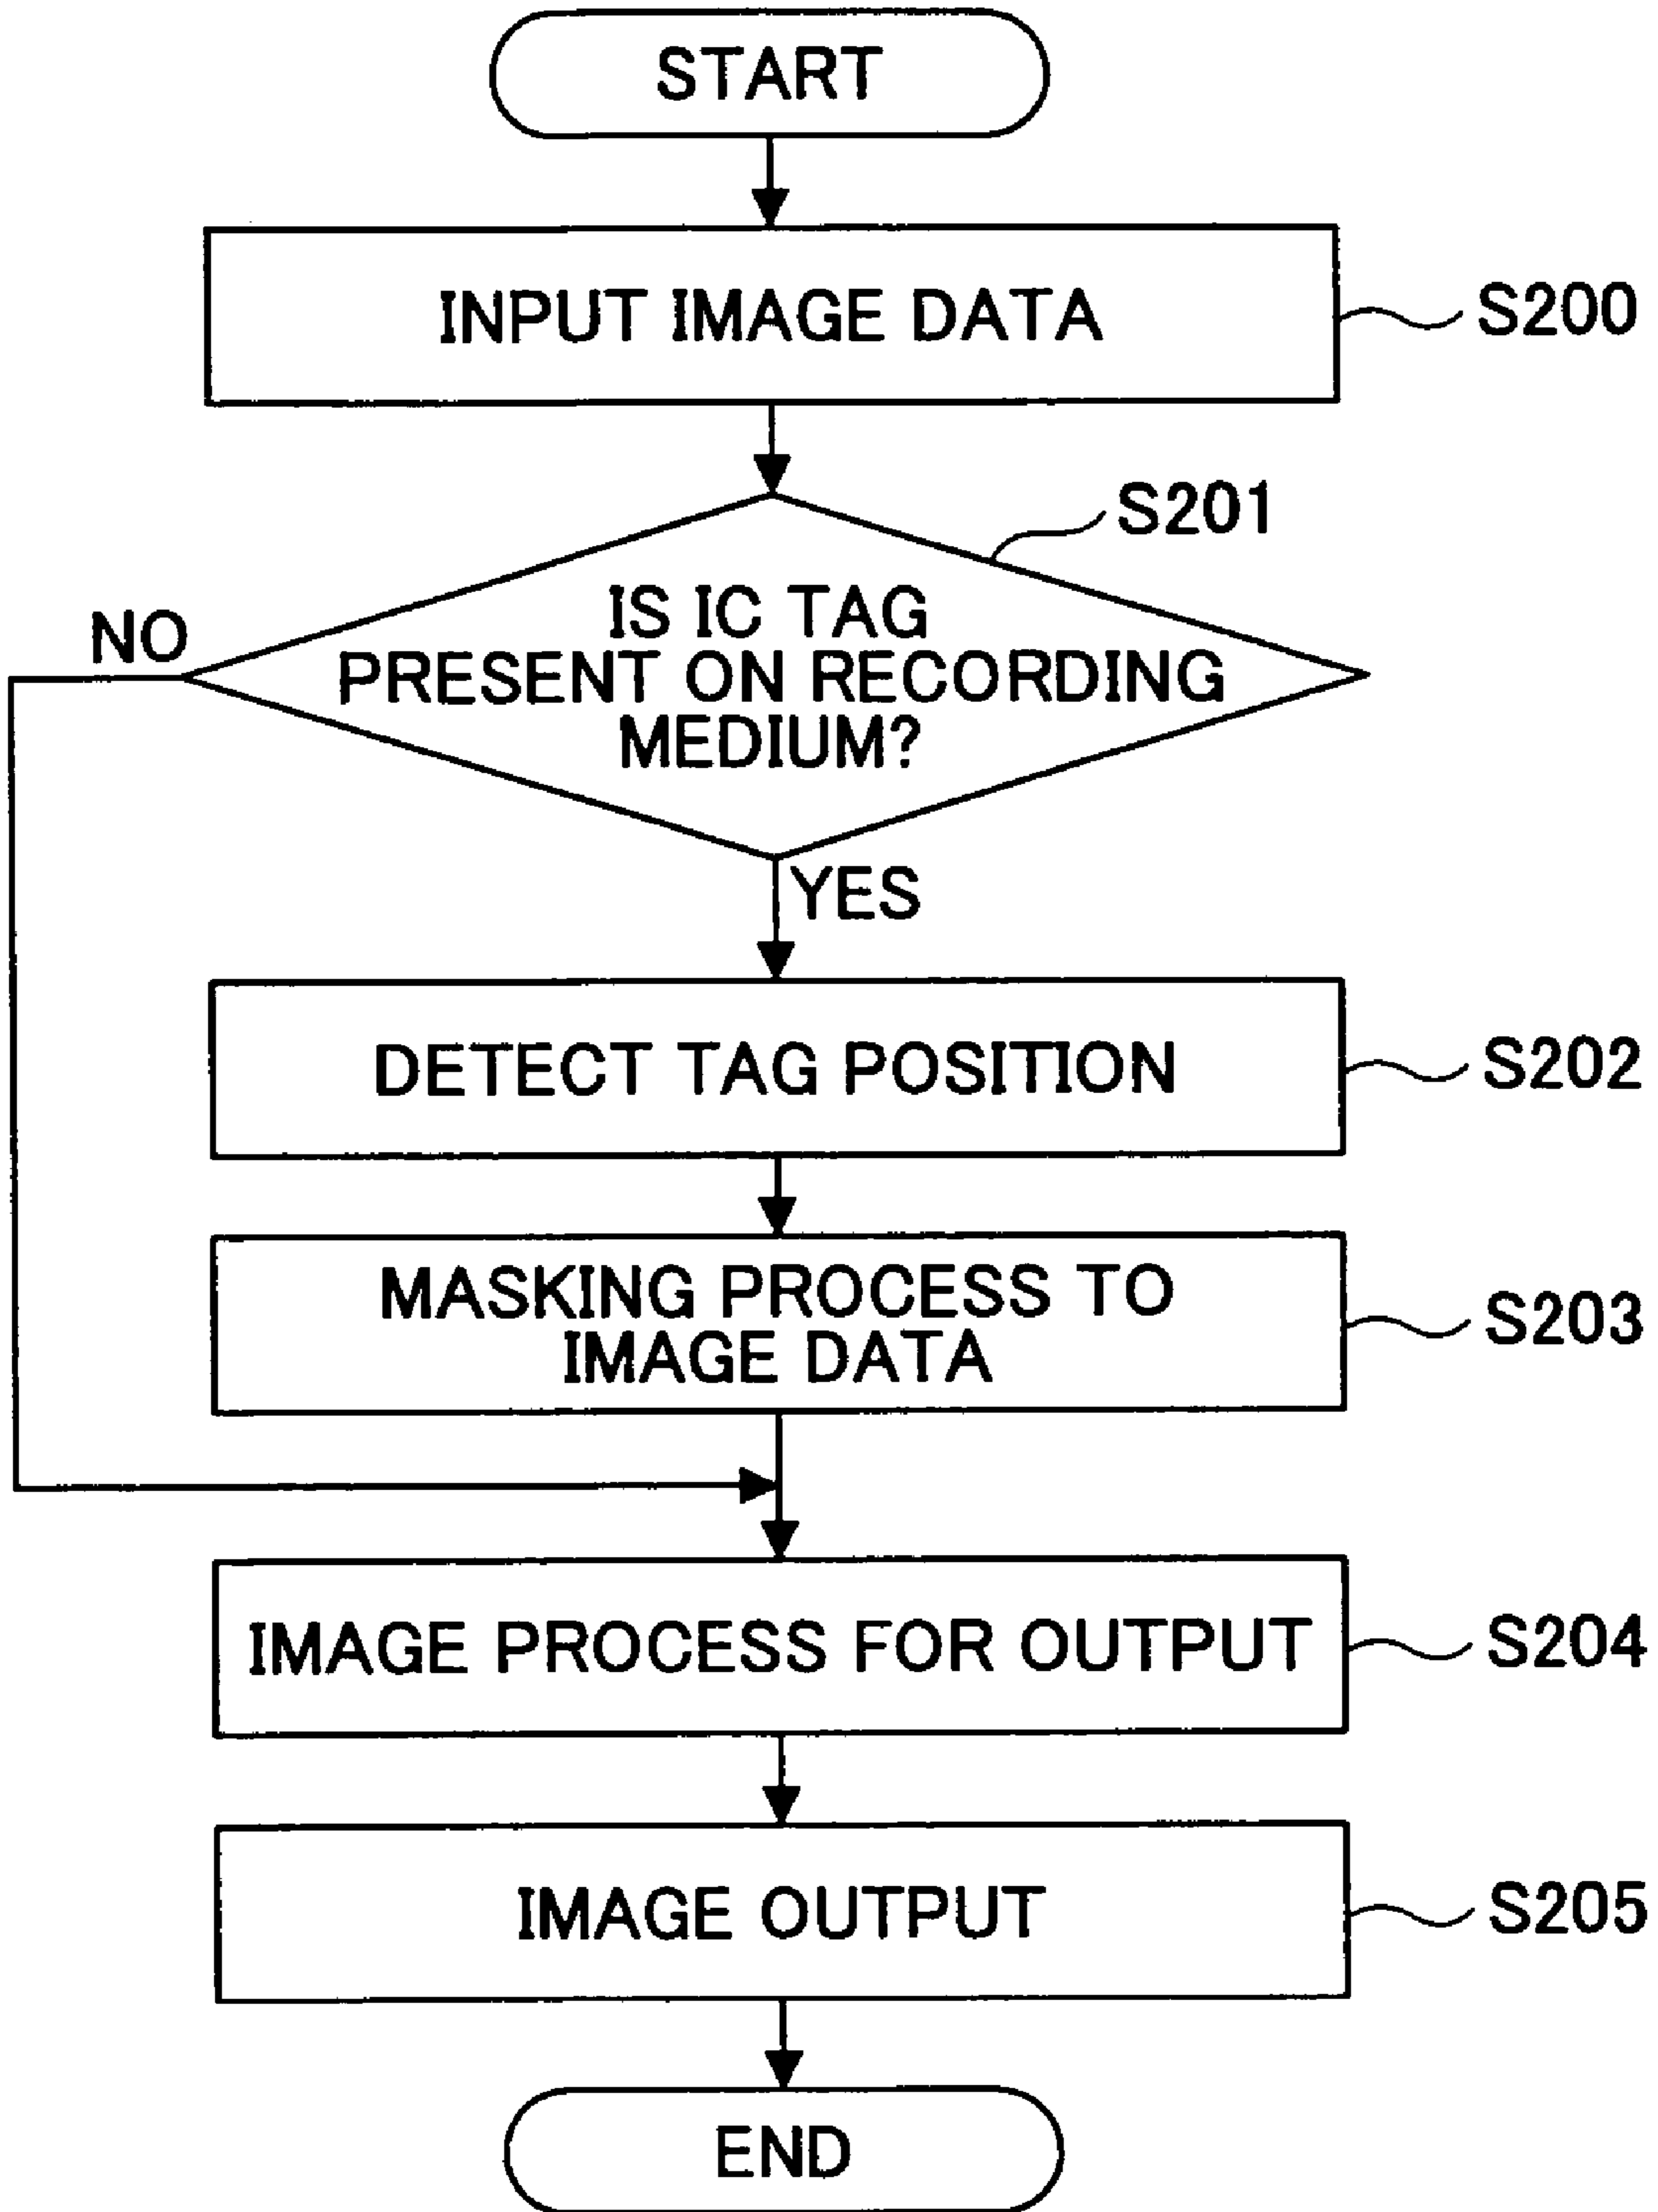 START
INPUT IMAGE DATA
S200
S201
IS IC TAG
NO
PRESENT ON RECORDING
MEDIUM?
YES
DETECT TAG POSITION
S202
MASKING PROCESS TO
IMAGE DATA
S203
IMAGE PROCESS FOR OUTPUT
S204
IMAGE OUTPUT
S205
END